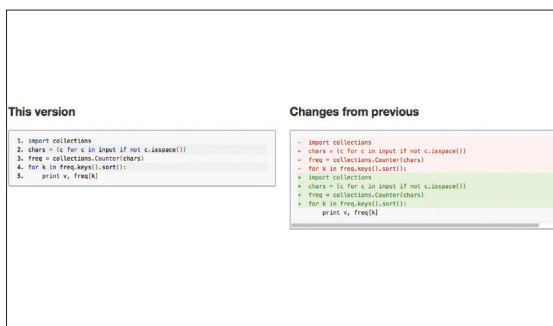 This version
1. import collections
2. chars = (c for c in input if not c.isspace())
3. freq = collections.Counter(chars)
4. for k in freq.keys().sort():
5. print v, freq[k]
Changes from previous
- import collections
- chars = (c for c in input if not c.isspace())
- freq = collections.Counter(chars)
- for k in freq.keys().sort():
+ import collections
+ chars = (c for c in input if not c.isspace())
+ freq = collections.Counter(chars)
+ for k in freq.keys().sort():
print v, freq[k]